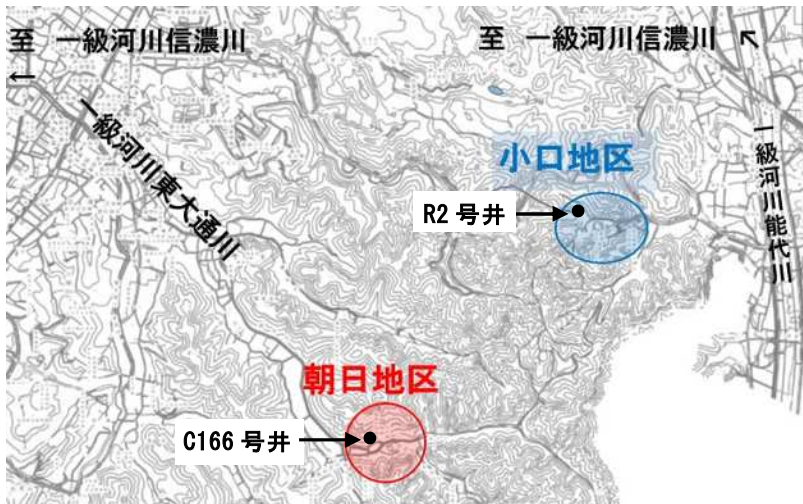 至 一級河川信濃川
←
至 一級河川信濃川 ↖
一級河川東大通川
小口地区
一級河川能代川
R2号井
朝日地区
C166号井